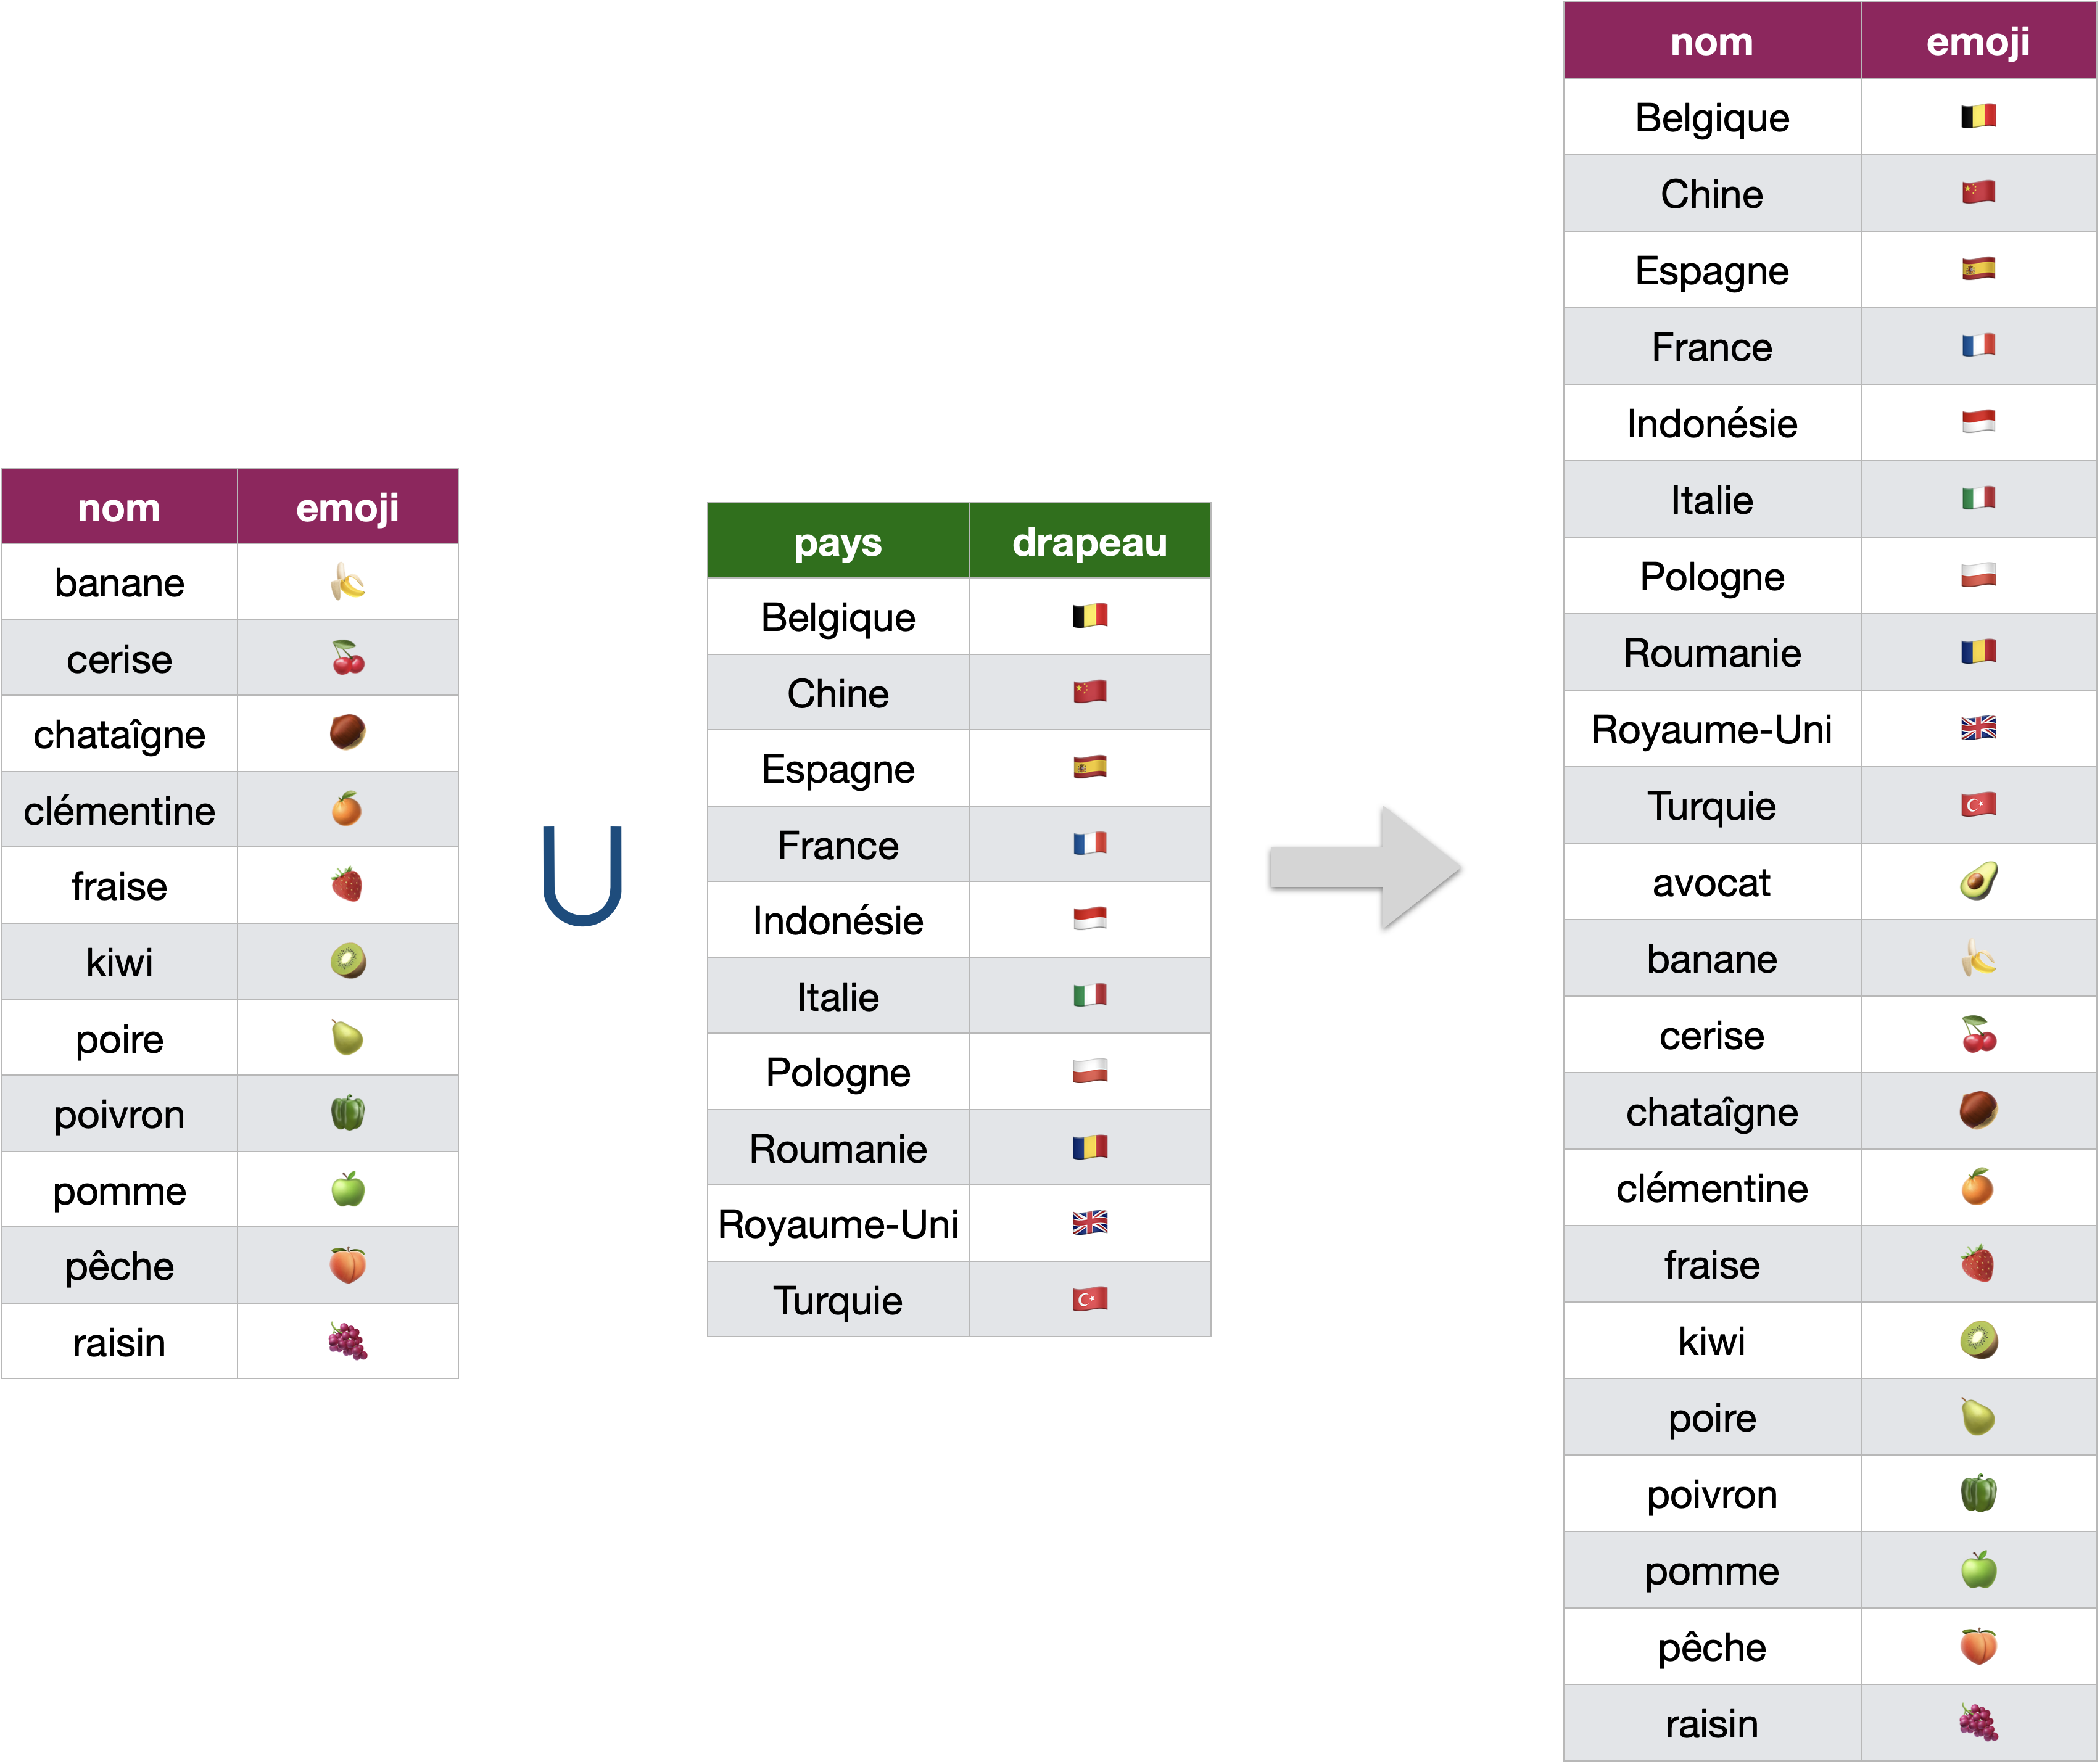 nom emoji
banane 🍌
cerise 🍒
chataîgne 🌰
clémentine 🍊
fraise 🍓
kiwi 🥝
poire 🍐
poivron 🫑
pomme 🍏
pêche 🍑
raisin 🍇
∪
pays drapeau
Belgique 🇧🇪
Chine 🇨🇳
Espagne 🇪🇸
France 🇫🇷
Indonésie 🇮🇩
Italie 🇮🇹
Pologne 🇵🇱
Roumanie 🇷🇴
Royaume-Uni 🇬🇧
Turquie 🇹🇷
nom emoji
Belgique 🇧🇪
Chine 🇨🇳
Espagne 🇪🇸
France 🇫🇷
Indonésie 🇮🇩
Italie 🇮🇹
Pologne 🇵🇱
Roumanie 🇷🇴
Royaume-Uni 🇬🇧
Turquie 🇹🇷
avocat 🥑
banane 🍌
cerise 🍒
chataîgne 🌰
clémentine 🍊
fraise 🍓
kiwi 🥝
poire 🍐
poivron 🫑
pomme 🍏
pêche 🍑
raisin 🍇